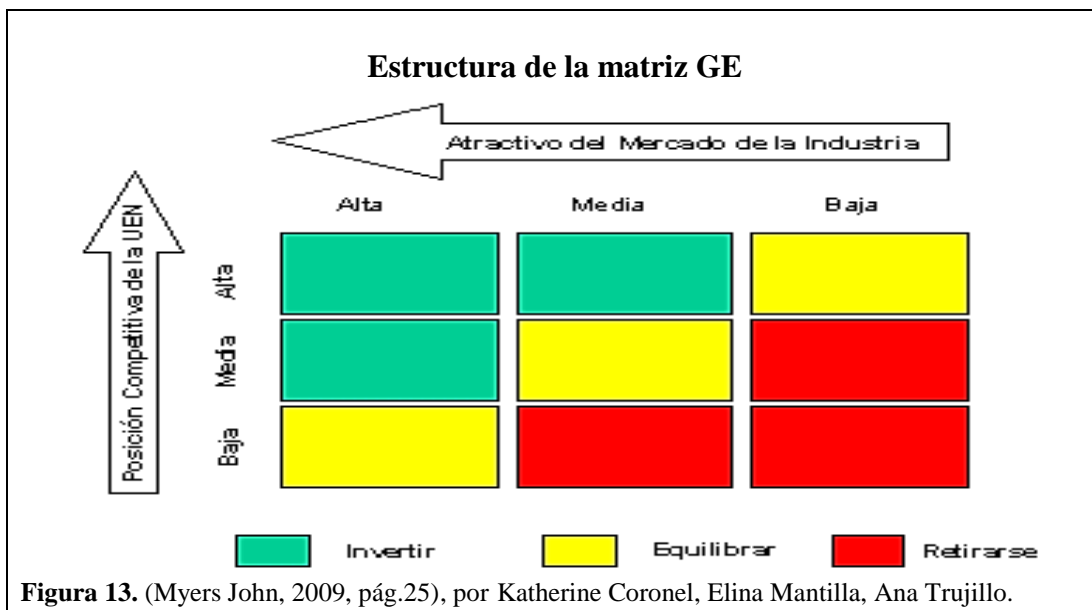 Estructura de la matriz GE
Atractivo del Mercado de la Industria
Posición Competitiva de la UEN
Alta Media Baja
Alta
Media
Baja
Invertir Equilibrar Retirarse
Figura 13. (Myers John, 2009, pág.25), por Katherine Coronel, Elina Mantilla, Ana Trujillo.